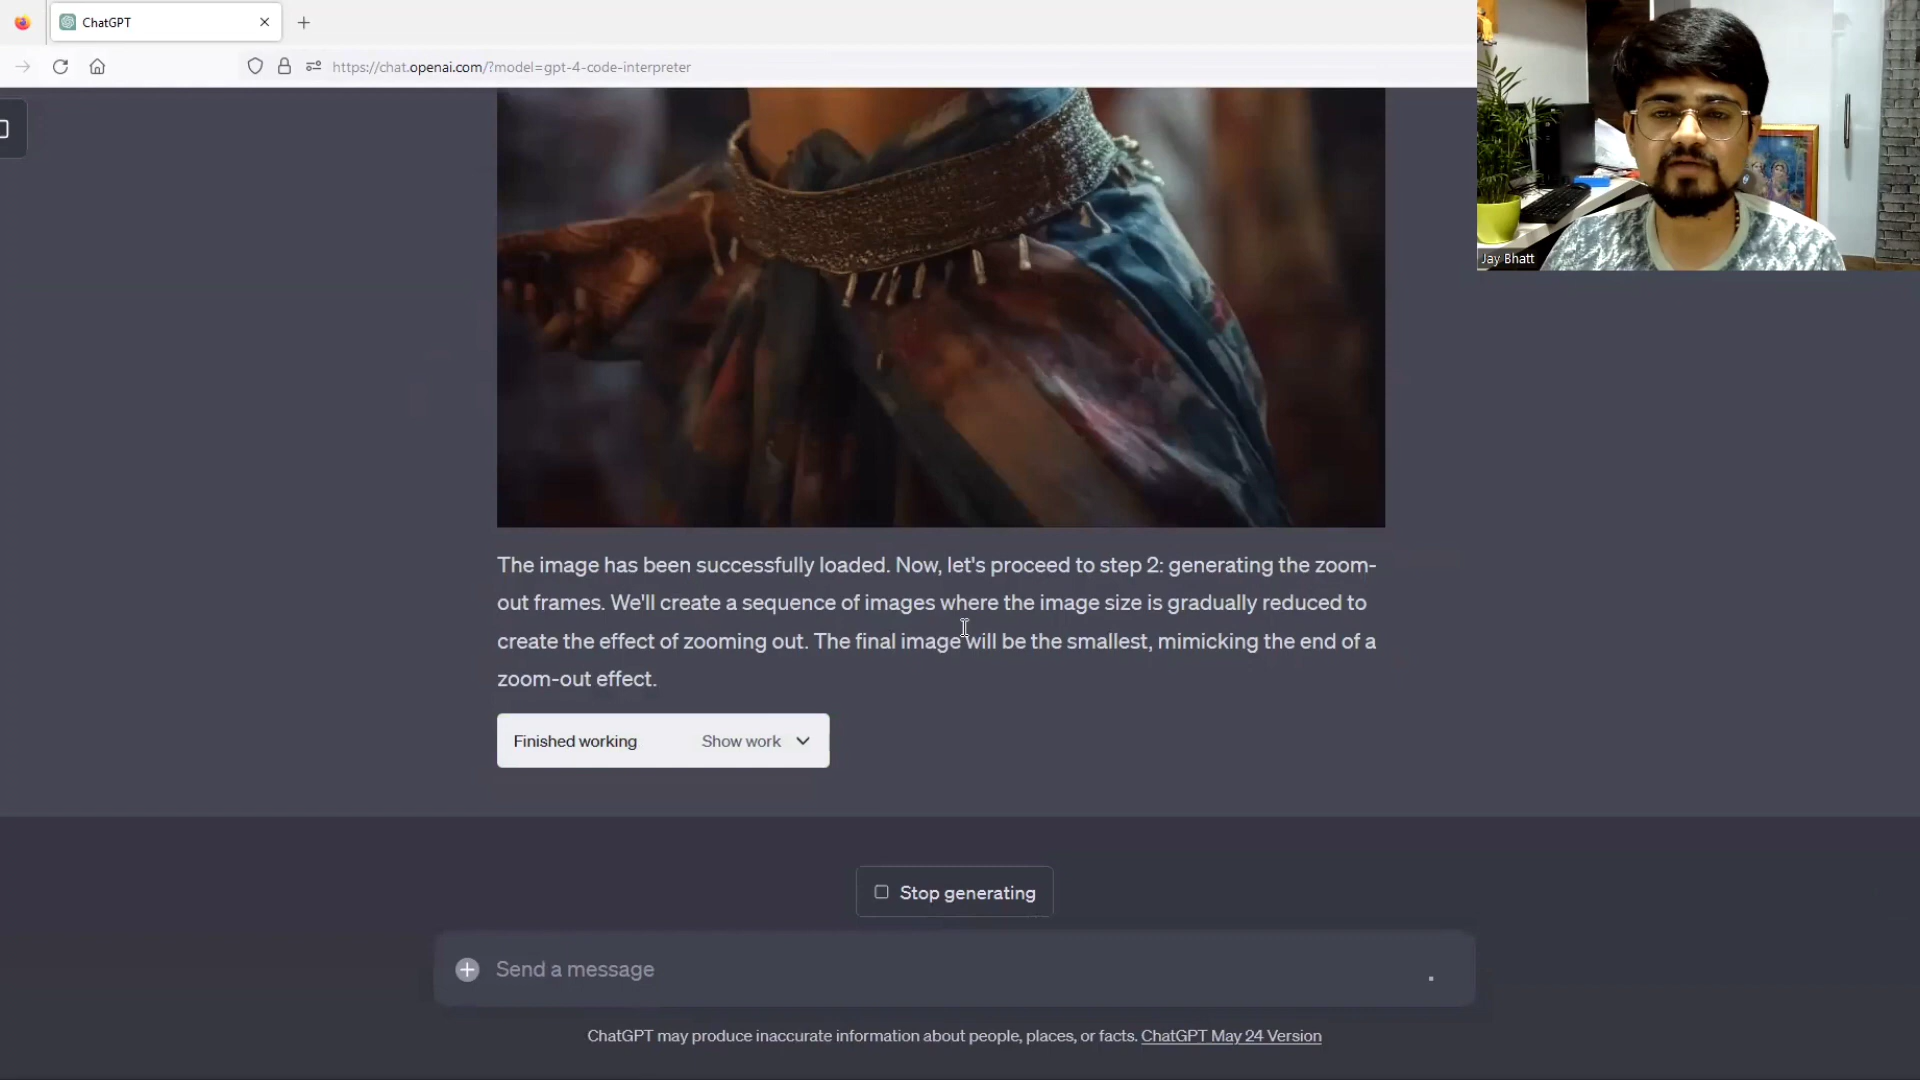 ChatGPT
https://chat.openai.com/?model=gpt-4-code-interpreter
Jay Bhatt
The image has been successfully loaded. Now, let's proceed to step 2: generating the zoom-
out frames. We'll create a sequence of images where the image size is gradually reduced to
create the effect of zooming out. The final image will be the smallest, mimicking the end of a
zoom-out effect.
Finished working Show work
Stop generating
Send a message
ChatGPT may produce inaccurate information about people, places, or facts. ChatGPT May 24 Version